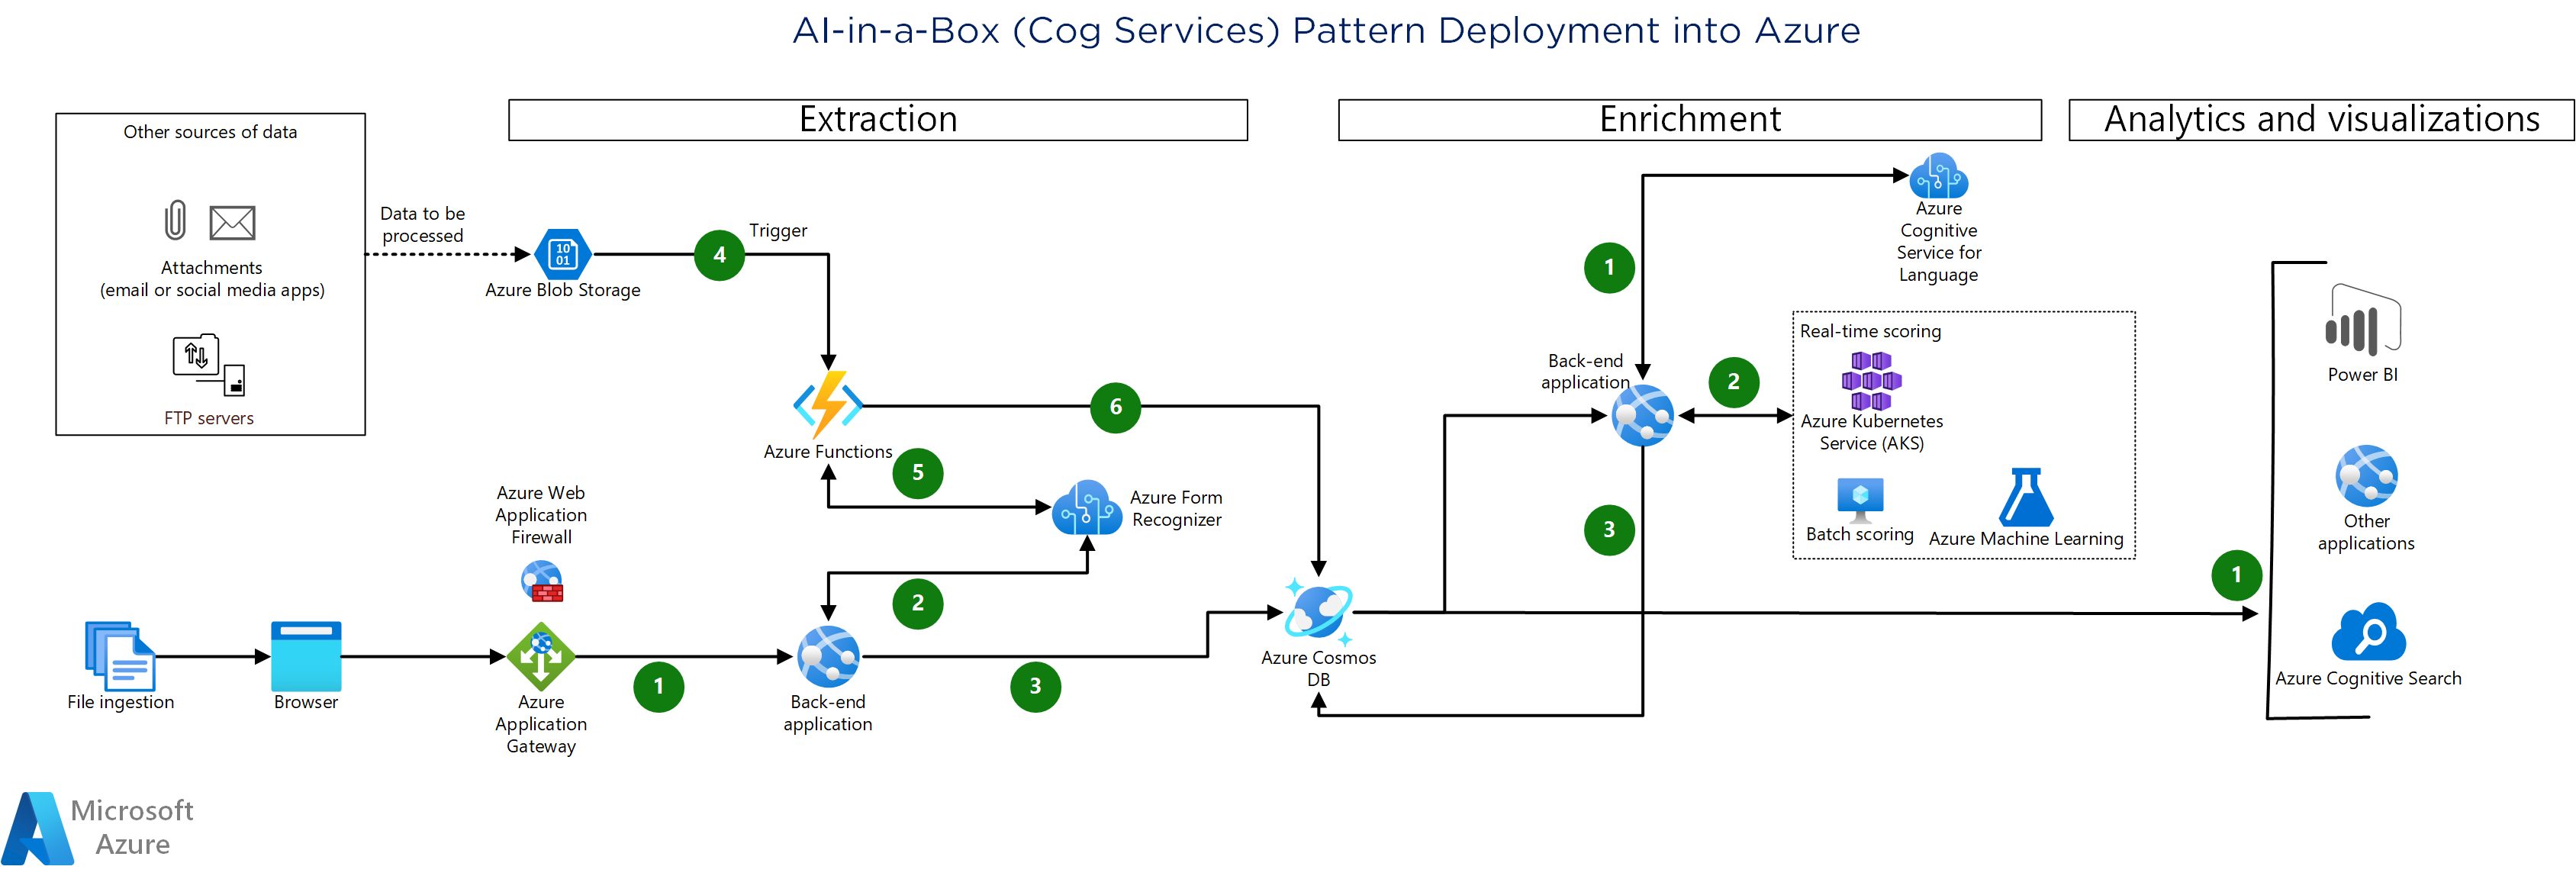 AI-in-a-Box (Cog Services) Pattern Deployment into Azure
Extraction
Enrichment
Analytics and visualizations
Other sources of data
Attachments
(email or social media apps)
FTP servers
Data to be
processed
10
01
Azure Blob Storage
4
Trigger
Azure Functions
6
5
Azure Form
Recognizer
2
Azure Web
Application
Firewall
File ingestion
Browser
Azure
Application
Gateway
1
Back-end
application
3
Azure Cosmos
DB
1
Azure
Cognitive
Service for
Language
Back-end
application
2
Real-time scoring
Azure Kubernetes
Service (AKS)
Batch scoring
Azure Machine Learning
3
1
Power BI
Other
applications
Azure Cognitive Search
Microsoft
Azure